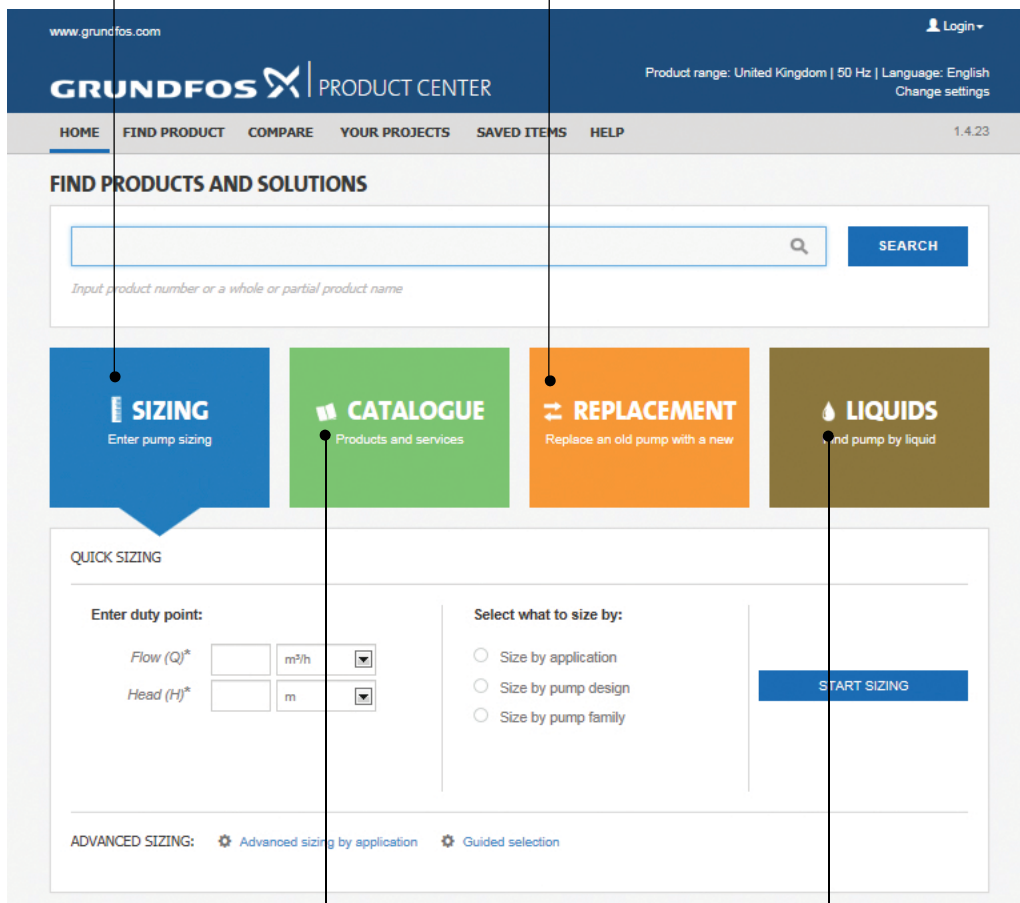 www.grundfos.com
Login
GRUNDFOS PRODUCT CENTER
Product range: United Kingdom | 50 Hz | Language: English
Change settings
HOME FIND PRODUCT COMPARE YOUR PROJECTS SAVED ITEMS HELP 1.4.23
FIND PRODUCTS AND SOLUTIONS
SEARCH
Input product number or a whole or partial product name
SIZING
Enter pump sizing
CATALOGUE
Products and services
REPLACEMENT
Replace an old pump with a new
LIQUIDS
Find pump by liquid
QUICK SIZING
Enter duty point:
Flow (Q)* m³/h
Head (H)* m
Select what to size by:
Size by application
Size by pump design
Size by pump family
START SIZING
ADVANCED SIZING: Advanced sizing by application Guided selection